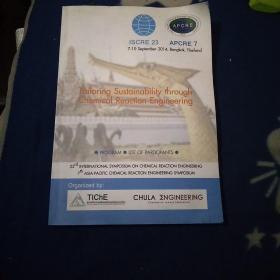 APCRE
ISCRE 23 APCRE 7
7-10 September 2014, Bangkok, Thailand
Tailoring Sustainability through
Chemical Reaction Engineering
PROGRAM LIST OF PARTICIPANTS
23rd INTERNATIONAL SYMPOSIUM ON CHEMICAL REACTION ENGINEERING
7th ASIA PACIFIC CHEMICAL REACTION ENGINEERING SYMPOSIUM
Organized by:
TIChE
CHULA ΣNGINEERING